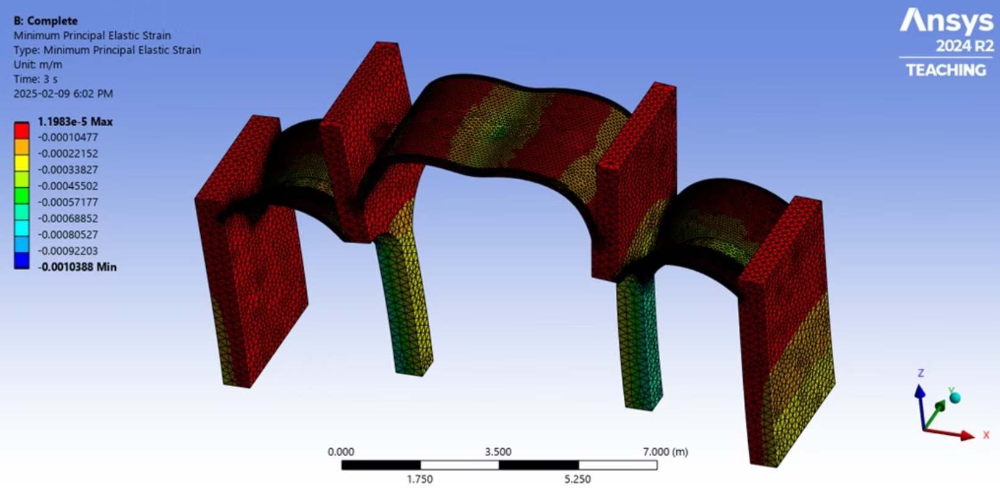 B: Complete
Minimum Principal Elastic Strain
Type: Minimum Principal Elastic Strain
Unit: m/m
Time: 3 s
2025-02-09 6:02 PM
1.1983e-5 Max
-0.00010477
-0.00022152
-0.00033827
-0.00045502
-0.00057177
-0.00068852
-0.00080527
-0.00092203
-0.0010388 Min
Ansys
2024 R2
TEACHING
0.000 3.500 7.000 (m)
1.750 5.250
Z
Y
X